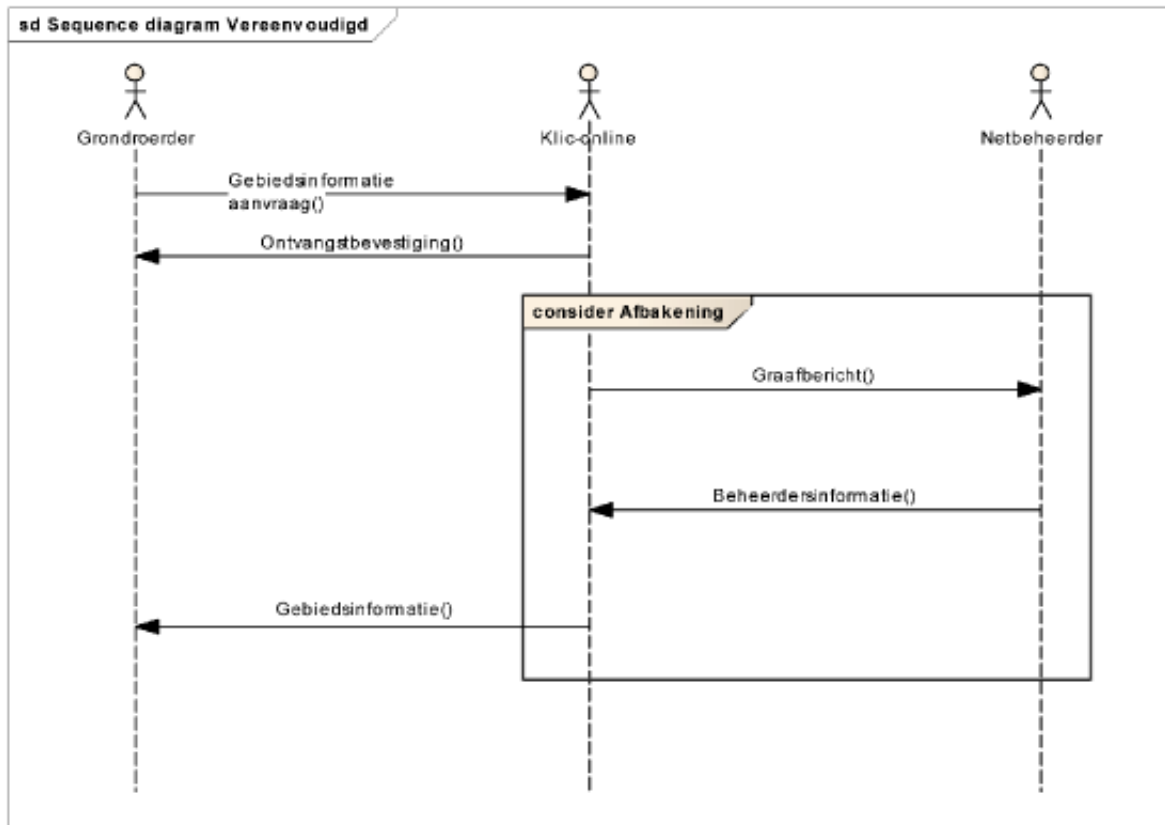 sd Sequence diagram Vereenvoudigd
Grondroerder
Klic-online
Netbeheerder
Gebiedsinformatie
aanvraag()
Ontvangstbevestiging()
consider Afbakening
Graafbericht()
Beheerdersinformatie()
Gebiedsinformatie()